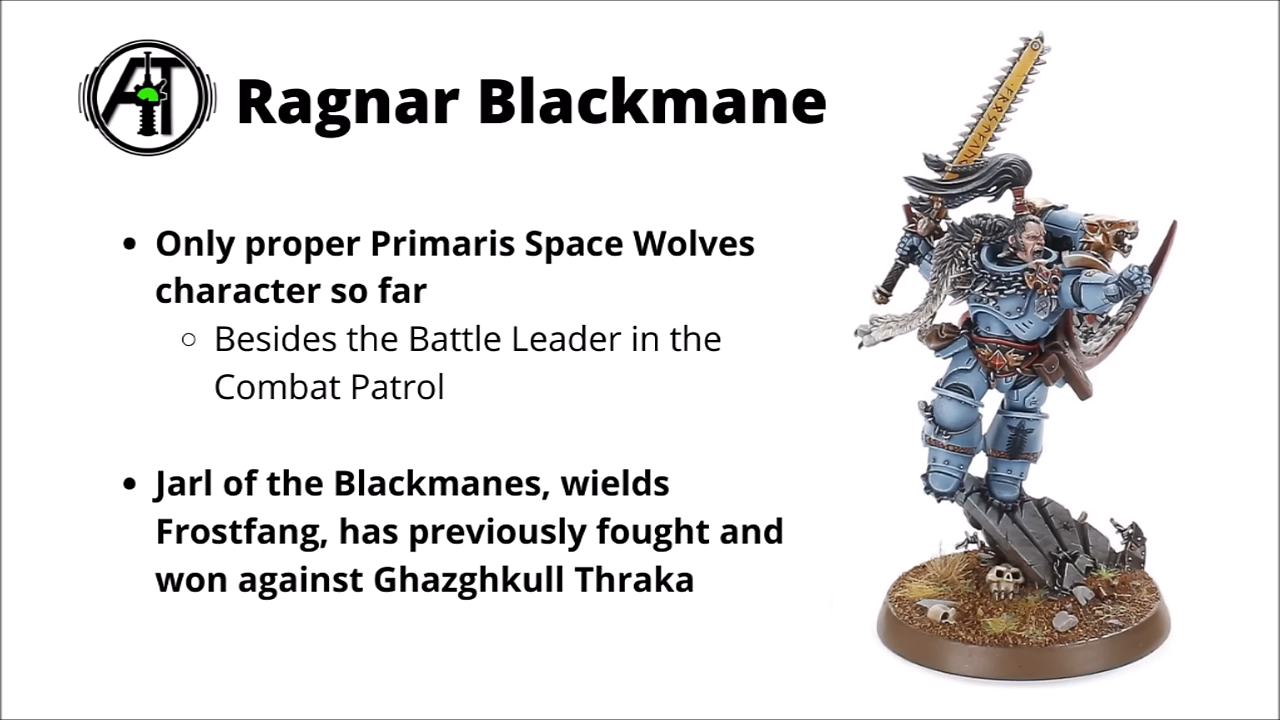 AT
Ragnar Blackmane
Only proper Primaris Space Wolves
character so far
Besides the Battle Leader in the
Combat Patrol
Jarl of the Blackmanes, wields
Frostfang, has previously fought and
won against Ghazghkull Thraka